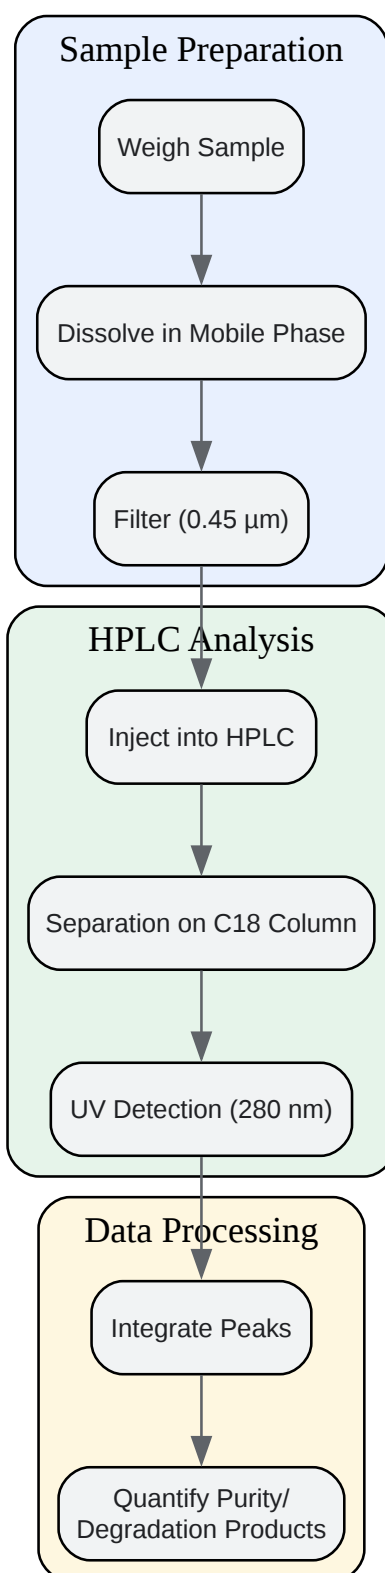 Sample Preparation
Weigh Sample
Dissolve in Mobile Phase
Filter (0.45 µm)
HPLC Analysis
Inject into HPLC
Separation on C18 Column
UV Detection (280 nm)
Data Processing
Integrate Peaks
Quantify Purity/
Degradation Products